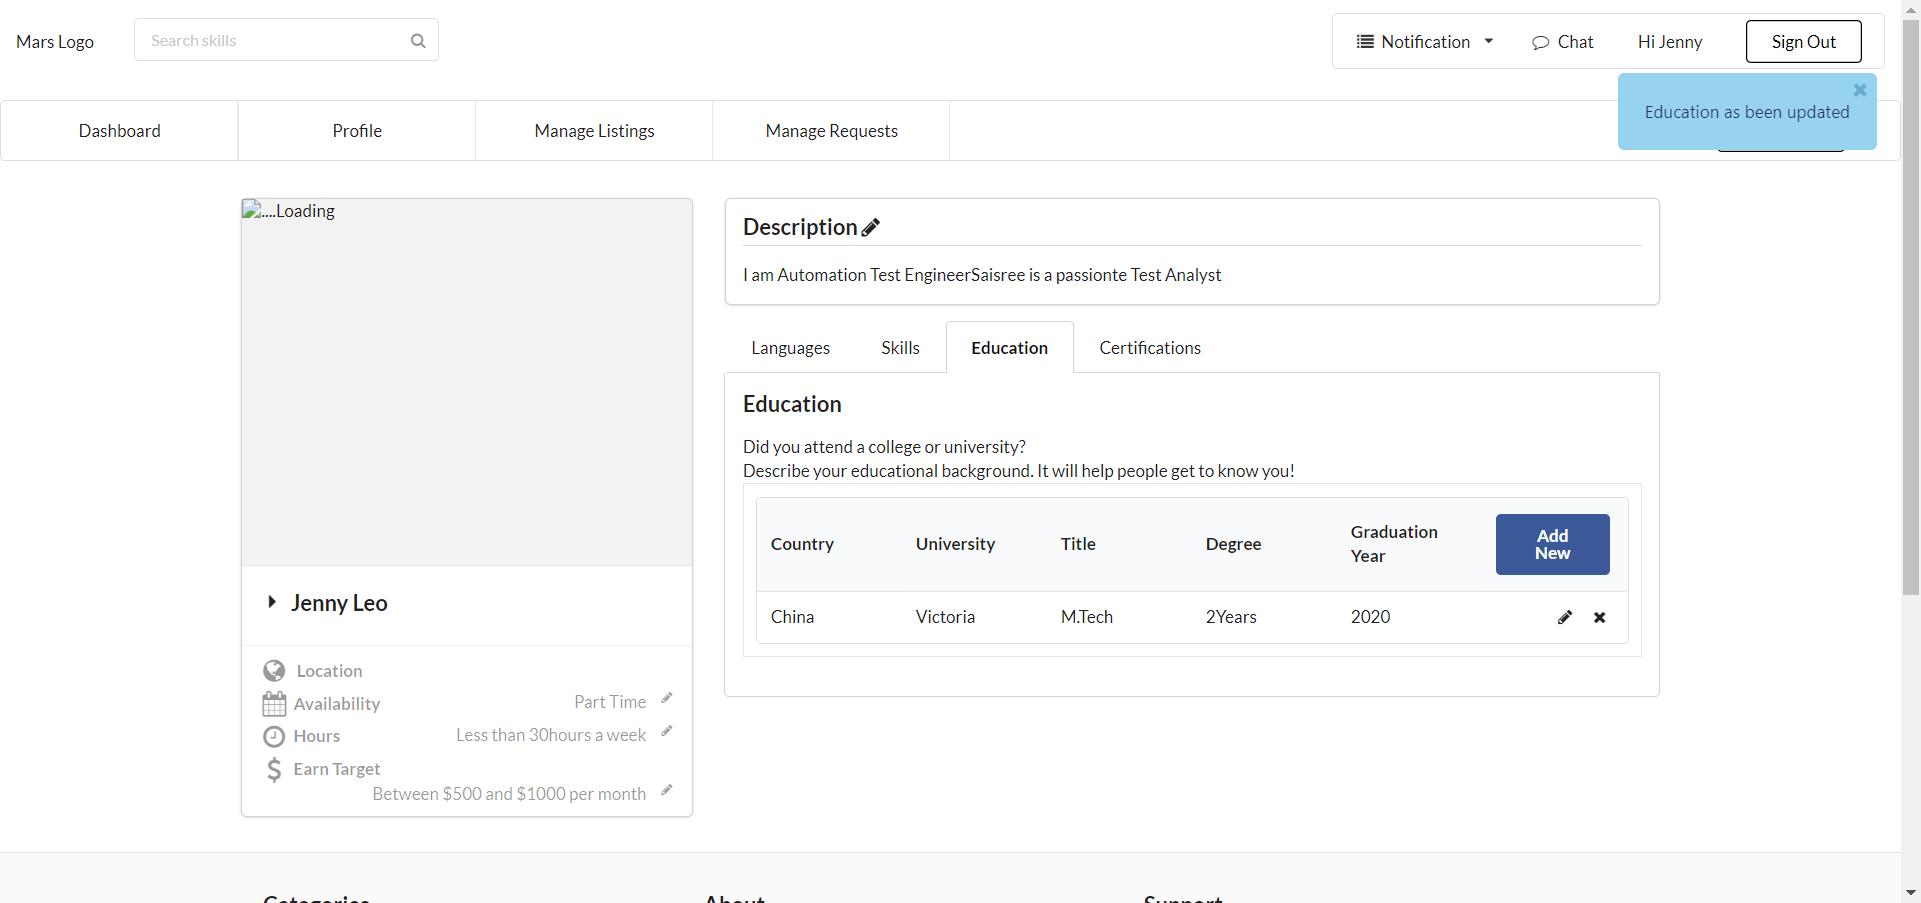 Mars Logo
Search skills
Notification
Chat
Hi Jenny
Sign Out
Education as been updated
Dashboard
Profile
Manage Listings
Manage Requests
....Loading
Jenny Leo
Location
Availability
Part Time
Hours
Less than 30hours a week
Earn Target
Between $500 and $1000 per month
Description
I am Automation Test EngineerSaisree is a passionte Test Analyst
Languages
Skills
Education
Certifications
Education
Did you attend a college or university?
Describe your educational background. It will help people get to know you!
Country
University
Title
Degree
Graduation
Year
Add
New
China
Victoria
M.Tech
2Years
2020
Categories
About
Support